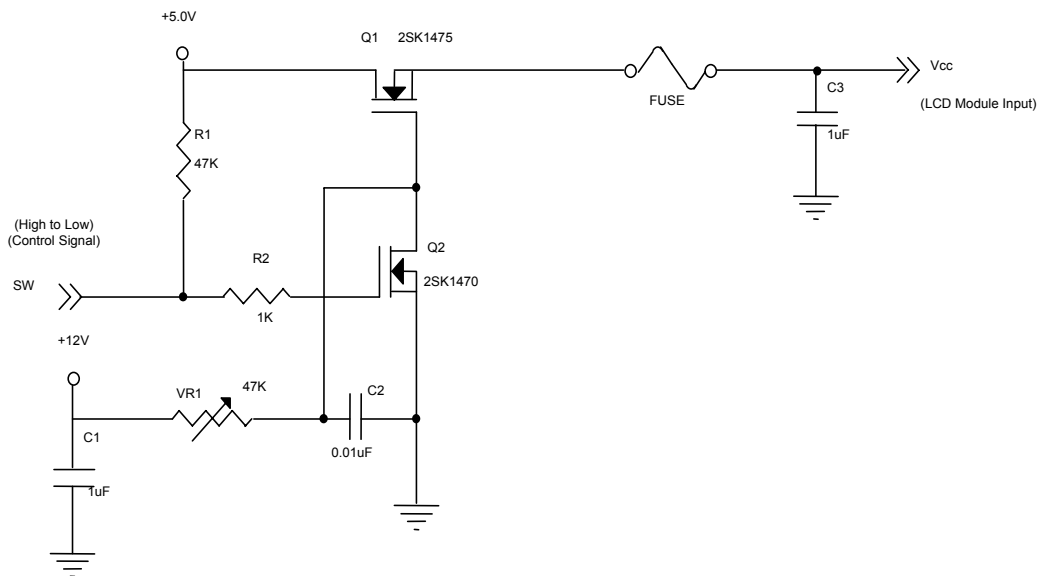 +5.0V
Q1 2SK1475
Vcc
FUSE
C3
(LCD Module Input)
1uF
R1
47K
(High to Low)
(Control Signal)
Q2
R2
2SK1470
SW
1K
+12V
VR1
47K
C2
C1
0.01uF
1uF